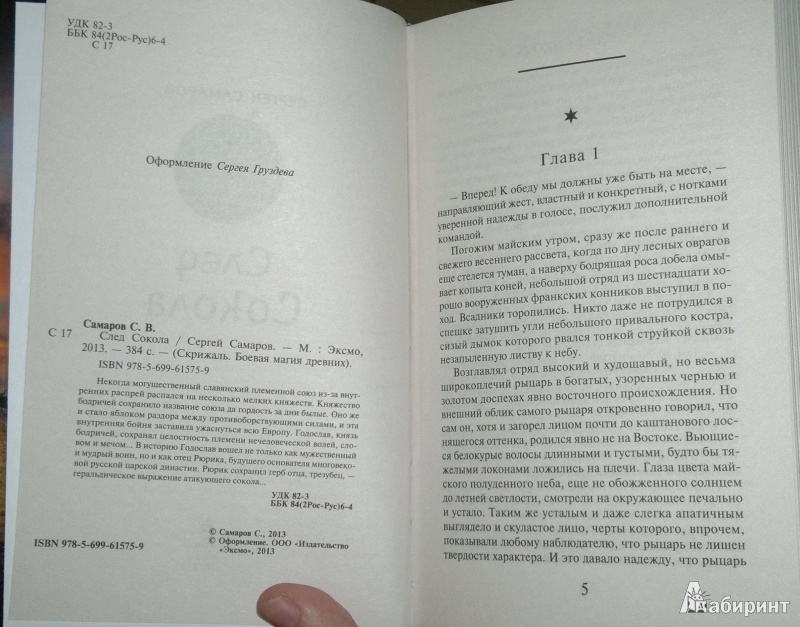 УДК 82-3
ББК 84(2Рос-Рус)6-4
С 17
Оформление Сергея Груздева
Самаров С. В.
С 17 След Сокола / Сергей Самаров. — М. : Эксмо,
2013. — 384 с. — (Скрижаль. Боевая магия древних).
ISBN 978-5-699-61575-9
Некогда могущественный славянский племенной союз из-за внут-
ренних распрей распался на несколько мелких княжеств. Княжество
бодричей сохранило название союза да гордость за дни былые. Оно же
и стало яблоком раздора между противоборствующими силами, и эта
внутренняя бойня заставила ужаснуться всю Европу. Годослав, князь
бодричей, сохранял целостность племени нечеловеческой волей, сло-
вом и мечом... В историю Годослав вошел не только как мужественный
и мудрый воин, но и как отец Рюрика, будущего основателя многовеко-
вой русской царской династии. Рюрик сохранил герб отца, трезубец, —
геральдическое выражение атакующего сокола...
УДК 82-3
ББК 84(2Рос-Рус)6-4
© Самаров С., 2013
© Оформление. ООО «Издательство
«Эксмо», 2013
ISBN 978-5-699-61575-9
Глава 1
— Вперед! К обеду мы должны уже быть на месте, —
направляющий жест, властный и конкретный, с нотками
уверенной надежды в голосе, послужил дополнительной
командой.
Погожим майским утром, сразу же после раннего и
свежего весеннего рассвета, когда по дну лесных оврагов
еще стелется туман, а наверху бодрящая роса добела омы-
вает копыта коней, небольшой отряд из шестнадцати хо-
рошо вооруженных франкских конников выступил в по-
ход. Всадники торопились. Никто даже не потрудился в
спешке затушить угли небольшого привального костра,
сизый дымок которого рвался тонкой струйкой сквозь
незапыленную листву к небу.
Возглавлял отряд высокий и худощавый, но весьма
широкоплечий рыцарь в богатых, узоренных чернью и
золотом доспехах явно восточного происхождения. Но
внешний облик самого рыцаря откровенно говорил, что
сам он, хотя и загорел лицом почти до каштанового лос-
нящегося оттенка, родился явно не на Востоке. Вьющие-
ся белокурые волосы длинными и густыми, будто бы тя-
желыми локонами ложились на плечи. Глаза цвета май-
ского полуденного неба, еще не обожженного солнцем
до летней светлости, смотрели на окружающее печально
и устало. Таким же усталым и даже слегка апатичным
выглядело и скуластое лицо, черты которого, впрочем,
показывали любому наблюдателю, что рыцарь не лишен
твердости характера. И это давало надежду, что рыцарь
5
Лабиринт